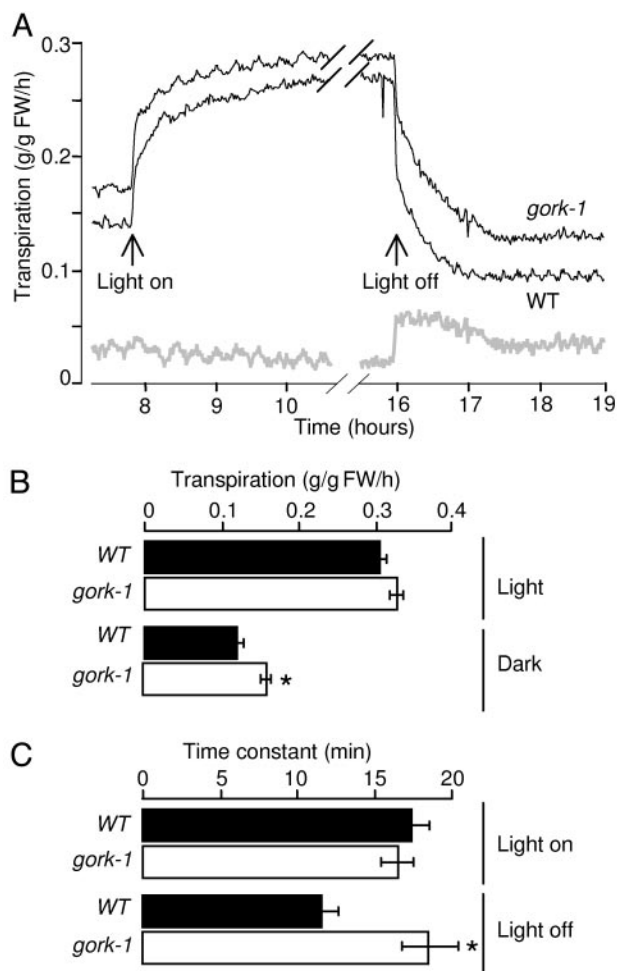 A
Transpiration (g/g FW/h)
0.3
0.2
0.1
0
Light on
Light off
gork-1
WT
8 9 10 16 17 18 19
Time (hours)
B
Transpiration (g/g FW/h)
0 0.1 0.2 0.3 0.4
WT
gork-1
Light
WT
gork-1 *
Dark
C
Time constant (min)
0 5 10 15 20
WT
gork-1
Light on
WT
gork-1 *
Light off